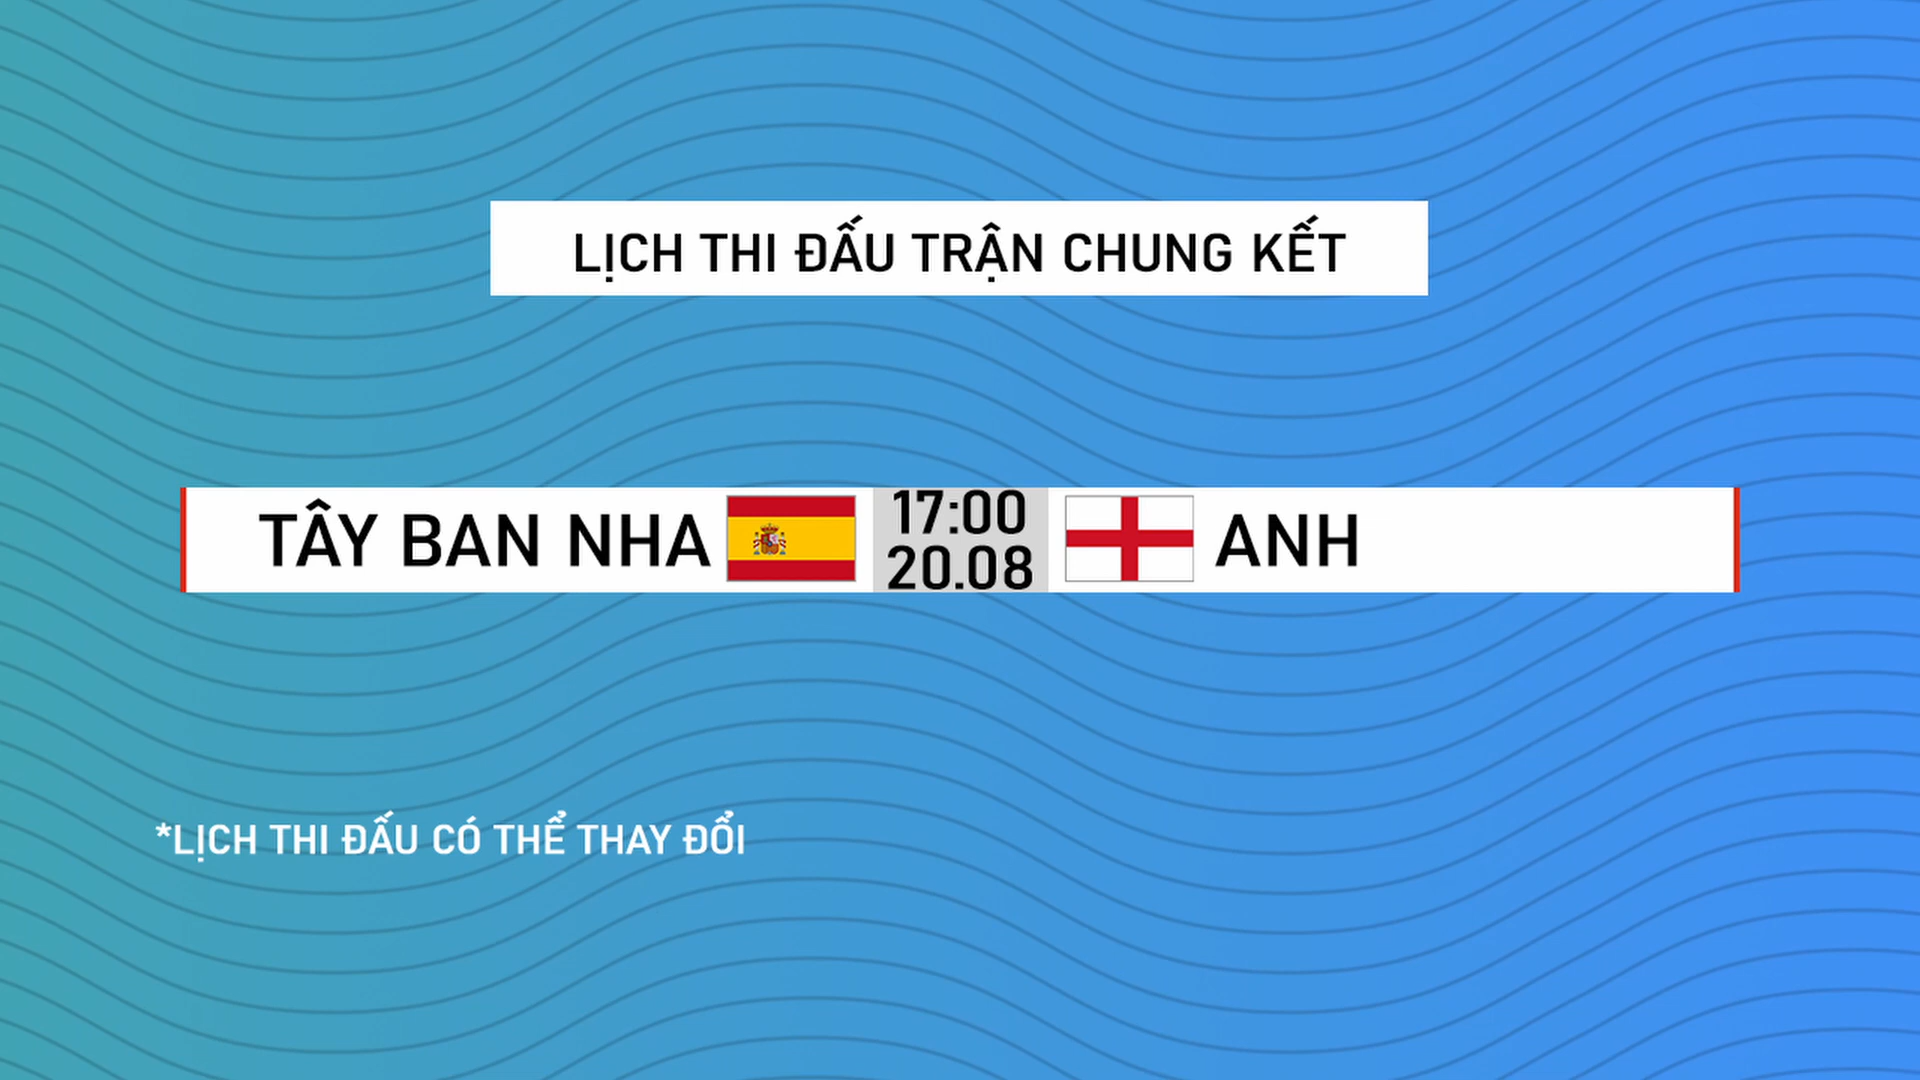 LỊCH THI ĐẤU TRẬN CHUNG KẾT
TÂY BAN NHA
17:00
20.08
ANH
*LỊCH THI ĐẤU CÓ THỂ THAY ĐỔI